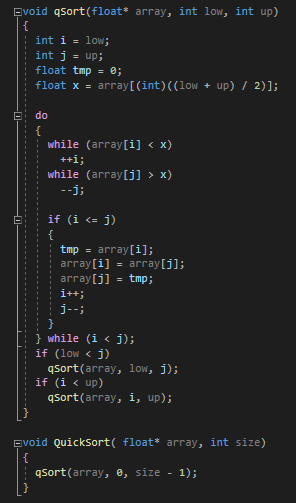 void qSort(float* array, int low, int up)
{
int i = low;
int j = up;
float tmp = 0;
float x = array[(int)((low + up) / 2)];
do
{
while (array[i] < x)
++i;
while (array[j] > x)
--j;
if (i <= j)
{
tmp = array[i];
array[i] = array[j];
array[j] = tmp;
i++;
j--;
}
} while (i < j);
if (low < j)
qSort(array, low, j);
if (i < up)
qSort(array, i, up);
}
void QuickSort( float* array, int size)
{
qSort(array, 0, size - 1);
}